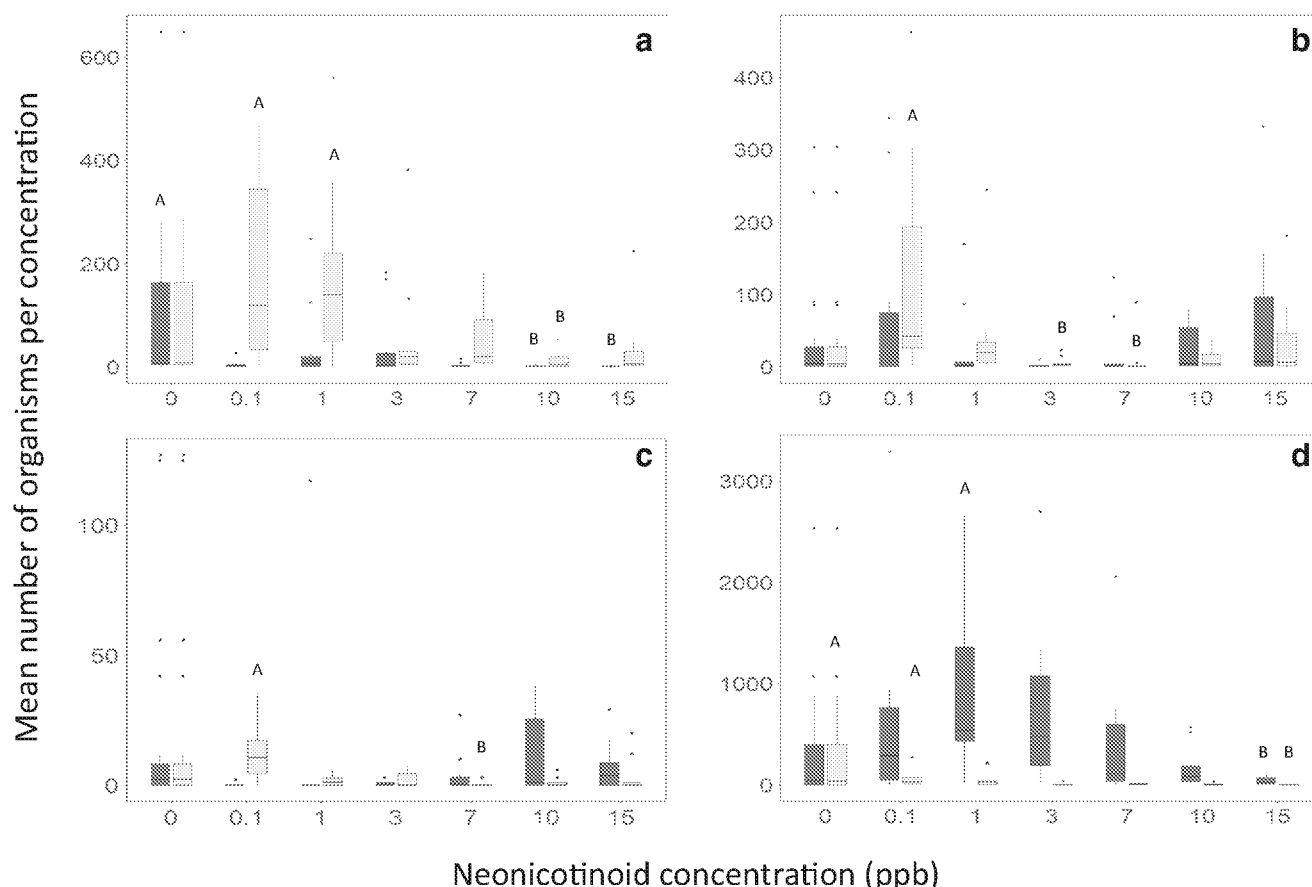 Mean number of organisms per concentration
a
600
400
200
0
A
A
A
B
B
B
0 0.1 1 3 7 10 15
b
400
300
200
100
0
A
B
B
0 0.1 1 3 7 10 15
c
100
50
0
A
B
0 0.1 1 3 7 10 15
d
3000
2000
1000
0
A
A
A
B B
0 0.1 1 3 7 10 15
Neonicotinoid concentration (ppb)